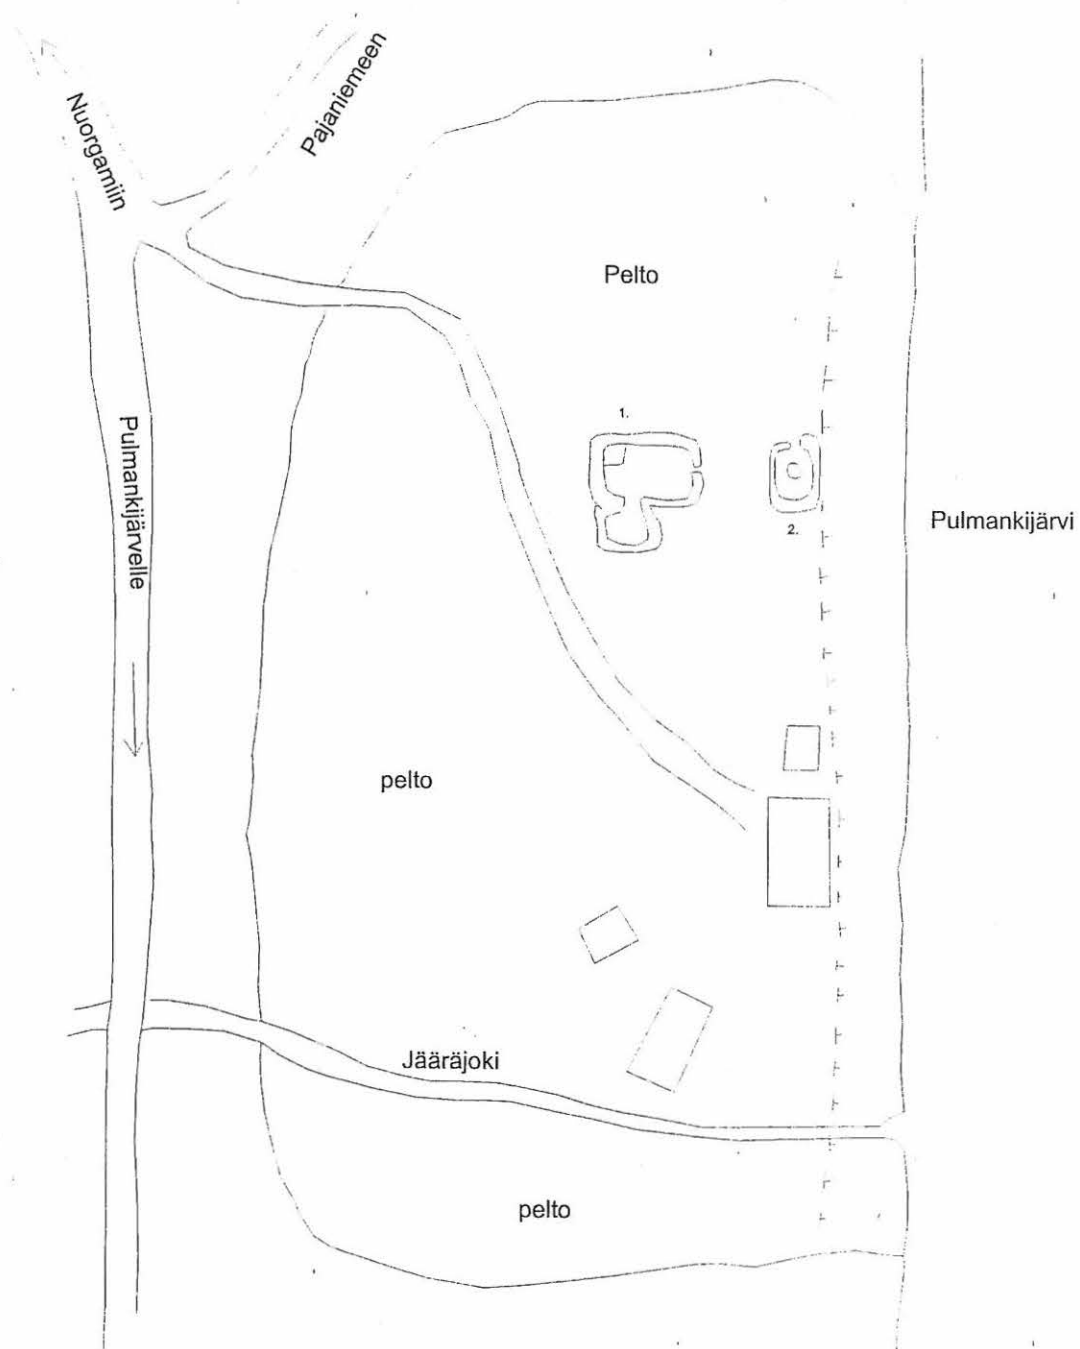 Nuorgamiin
Pajaniemeen
Pelto
1.
Pulmankijärvelle
2.
Pulmankijärvi
pelto
Jääräjoki
pelto